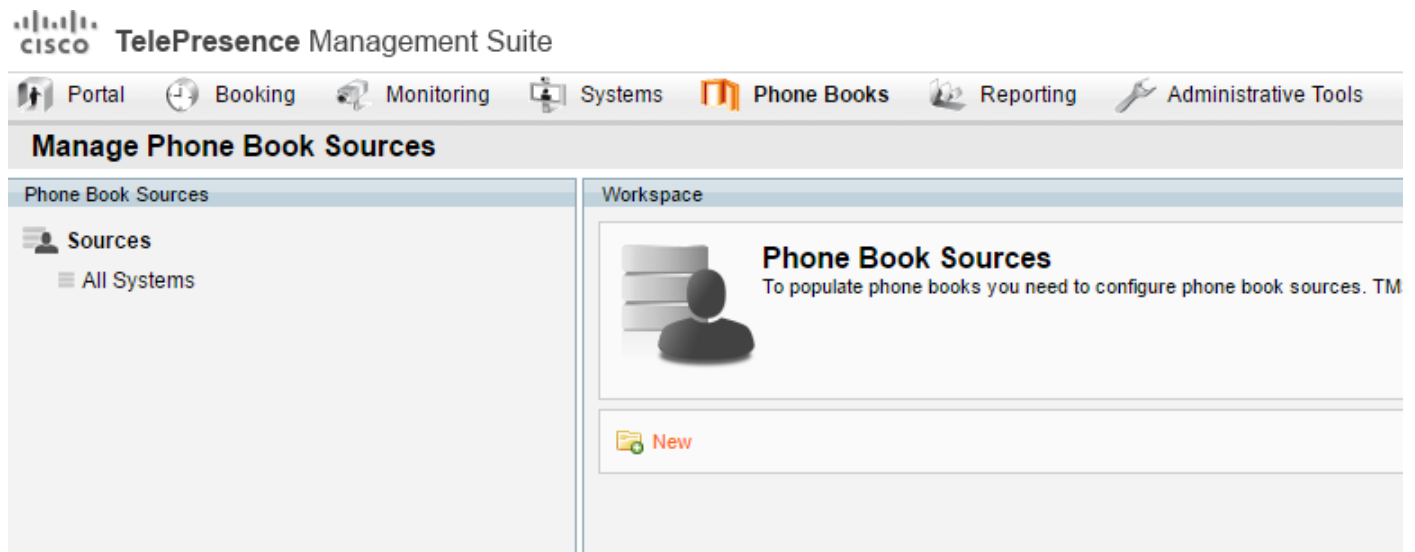 CISCO TelePresence Management Suite
Portal Booking Monitoring Systems Phone Books Reporting Administrative Tools
Manage Phone Book Sources
Phone Book Sources
Sources
All Systems
Workspace
Phone Book Sources
To populate phone books you need to configure phone book sources. TM
New